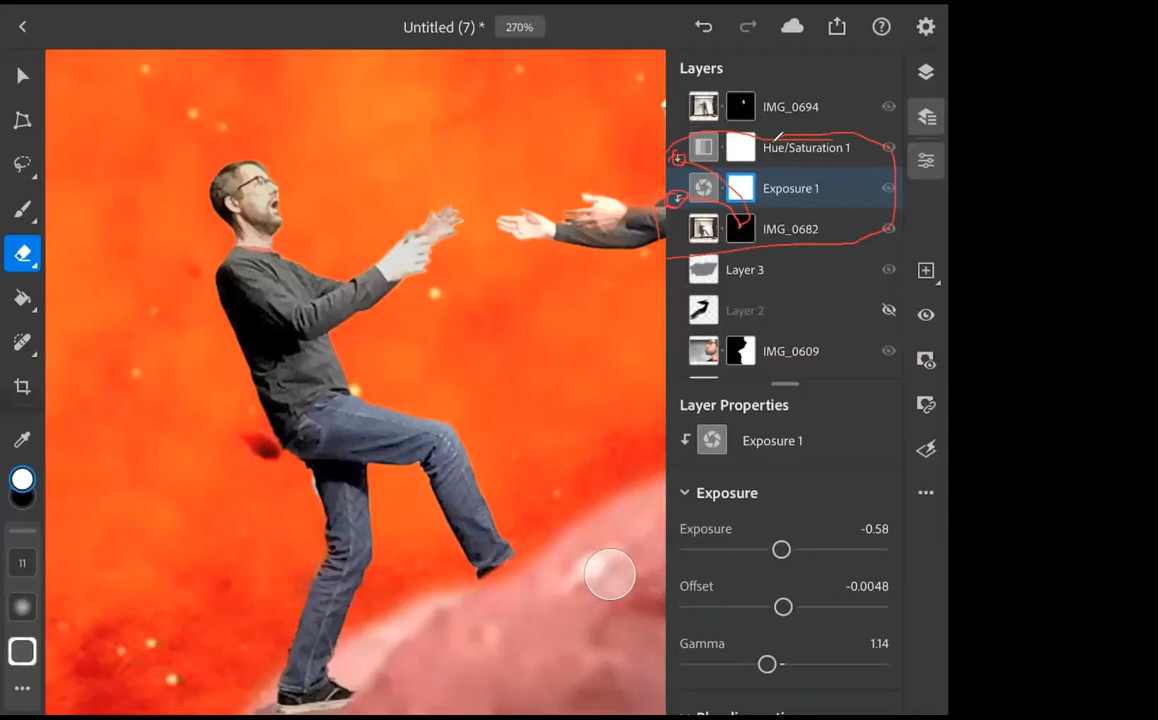 Untitled (7) * 270%
Layers
IMG_0694
Hue/Saturation 1
Exposure 1
IMG_0682
Layer 3
Layer 2
IMG_0609
Layer Properties
Exposure 1
Exposure
Exposure -0.58
Offset -0.0048
Gamma 1.14
11